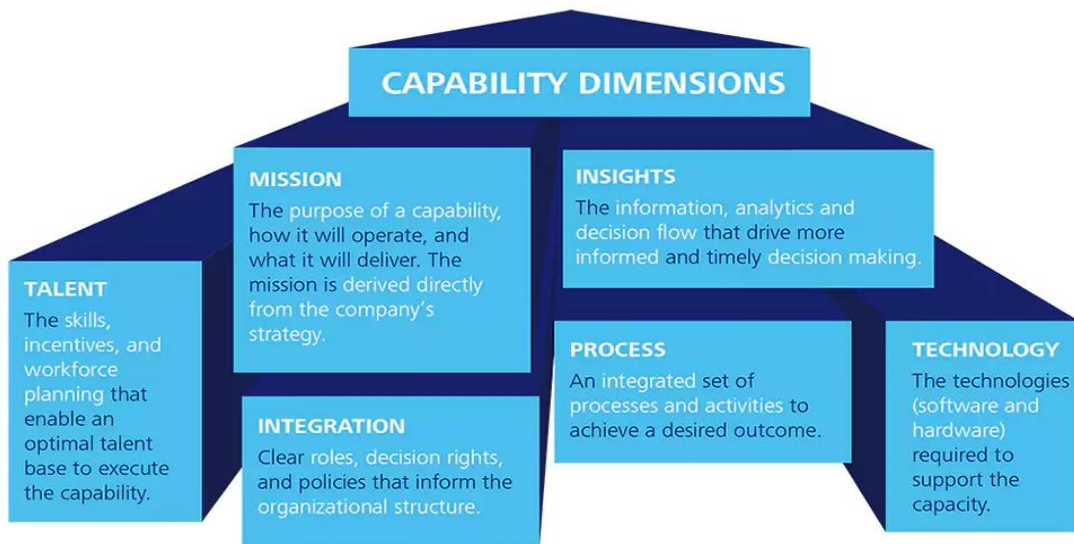 CAPABILITY DIMENSIONS
MISSION
The purpose of a capability,
how it will operate, and
what it will deliver. The
mission is derived directly
from the company's
strategy.
INSIGHTS
The information, analytics and
decision flow that drive more
informed and timely decision making.
TALENT
The skills,
incentives, and
workforce
planning that
enable an
optimal talent
base to execute
the capability.
INTEGRATION
Clear roles, decision rights,
and policies that inform the
organizational structure.
PROCESS
An integrated set of
processes and activities to
achieve a desired outcome.
TECHNOLOGY
The technologies
(software and
hardware)
required to
support the
capacity.